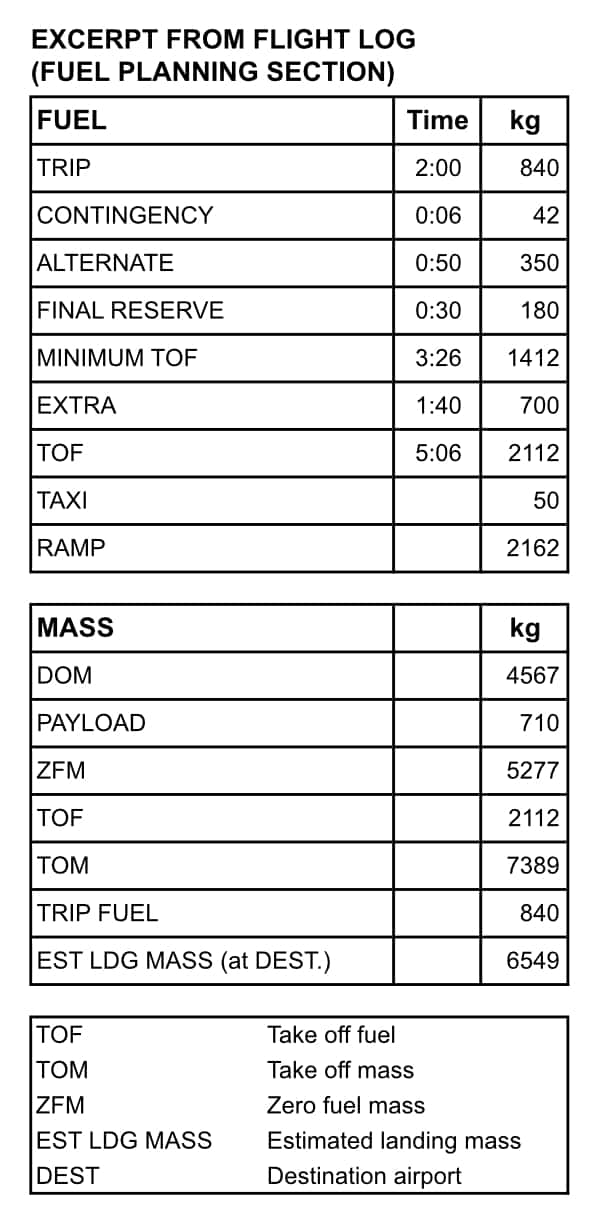 EXCERPT FROM FLIGHT LOG
(FUEL PLANNING SECTION)
FUEL Time kg
TRIP 2:00 840
CONTINGENCY 0:06 42
ALTERNATE 0:50 350
FINAL RESERVE 0:30 180
MINIMUM TOF 3:26 1412
EXTRA 1:40 700
TOF 5:06 2112
TAXI 50
RAMP 2162
MASS kg
DOM 4567
PAYLOAD 710
ZFM 5277
TOF 2112
TOM 7389
TRIP FUEL 840
EST LDG MASS (at DEST.) 6549
TOF Take off fuel
TOM Take off mass
ZFM Zero fuel mass
EST LDG MASS Estimated landing mass
DEST Destination airport